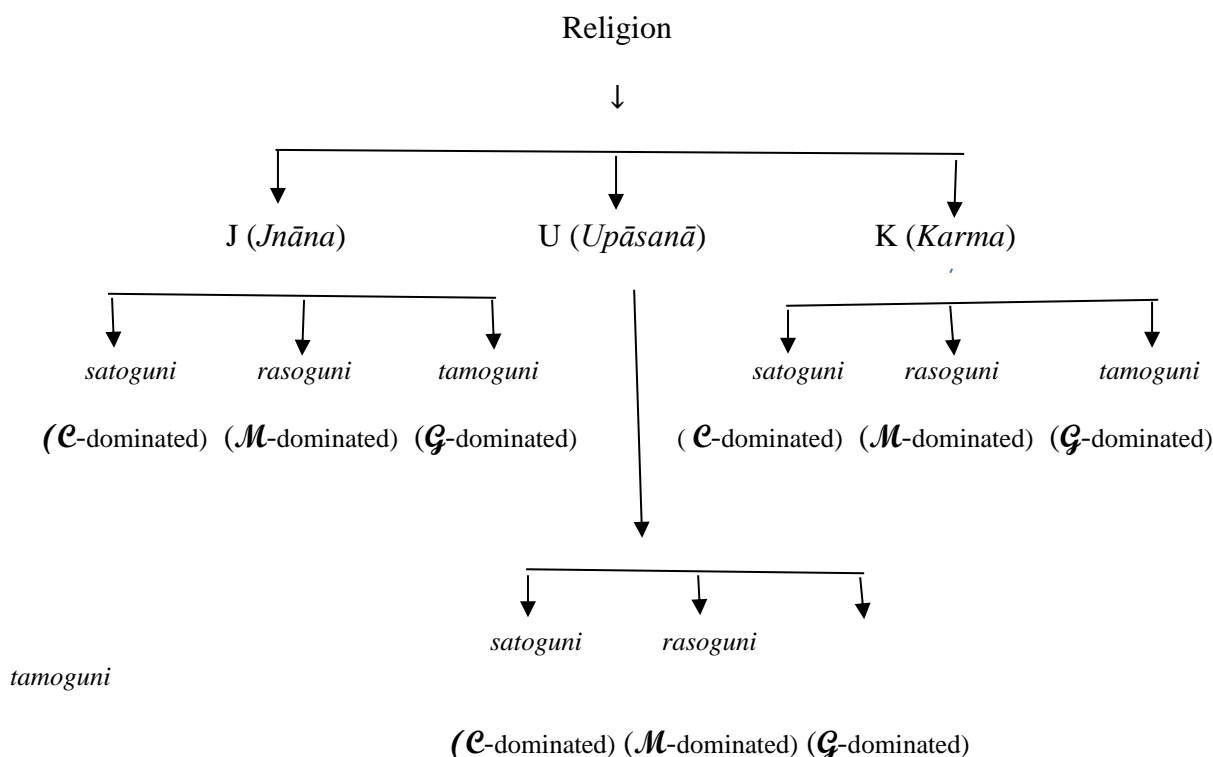 Religion
↓
J (Jnāna) U (Upāsanā) K (Karma)
satoguni rasoguni tamoguni satoguni rasoguni tamoguni
(𝒞-dominated) (ℳ-dominated) (𝒢-dominated) ( 𝒞-dominated) (ℳ-dominated) (𝒢-dominated)
satoguni rasoguni
tamoguni
(𝒞-dominated) (ℳ-dominated) (𝒢-dominated)